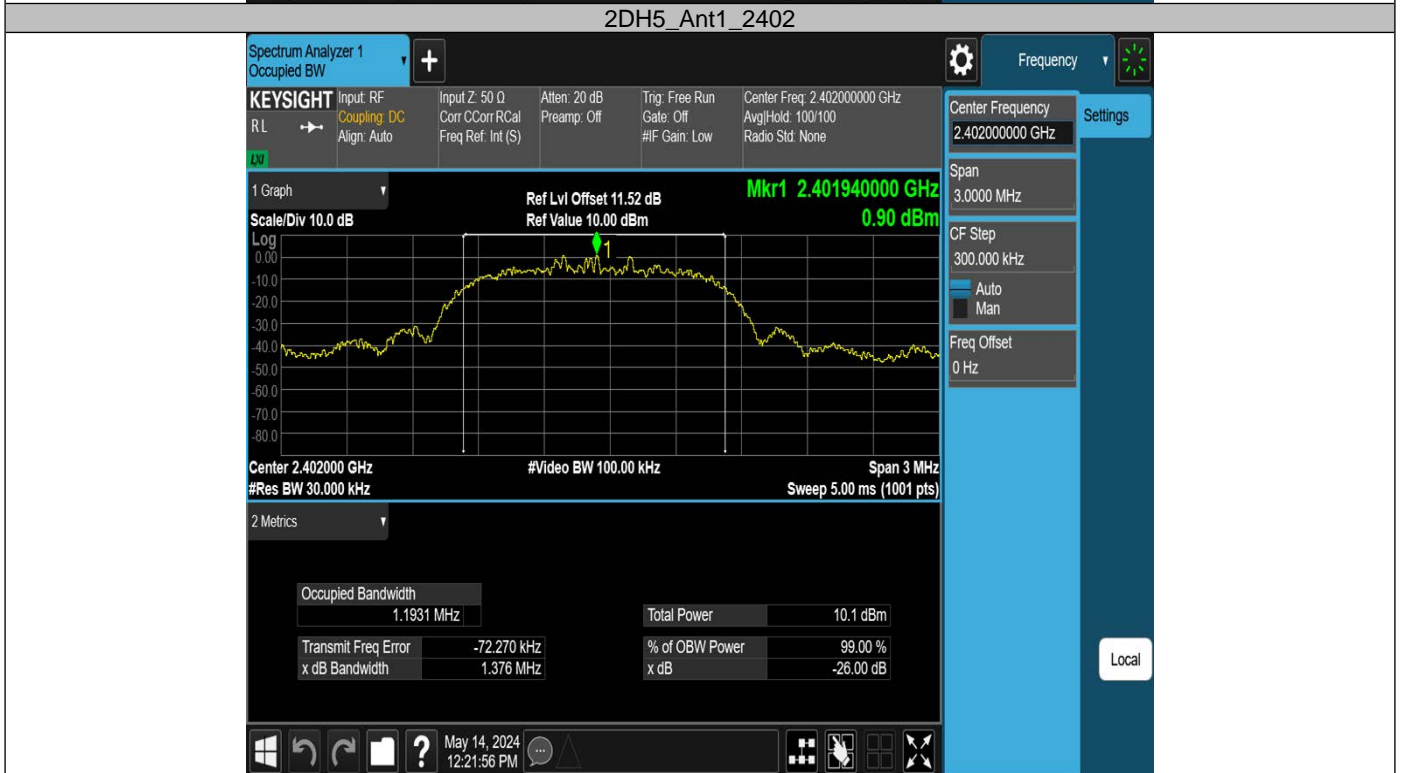 2DH5_Ant1_2402
Spectrum Analyzer 1
Occupied BW
+
Frequency
KEYSIGHT
R L
LXI
Input: RF
Coupling: DC
Align: Auto
Input Z: 50 Ω
Corr CCorr RCal
Freq Ref: Int (S)
Atten: 20 dB
Preamp: Off
Trig: Free Run
Gate: Off
#IF Gain: Low
Center Freq: 2.402000000 GHz
Avg|Hold: 100/100
Radio Std: None
Center Frequency
2.402000000 GHz
Settings
Span
3.0000 MHz
CF Step
300.000 kHz
Auto
Man
Freq Offset
0 Hz
Local
1 Graph
Scale/Div 10.0 dB
Ref Lvl Offset 11.52 dB
Ref Value 10.00 dBm
Mkr1 2.401940000 GHz
0.90 dBm
Log
1
0.00
-10.0
-20.0
-30.0
-40.0
-50.0
-60.0
-70.0
-80.0
Center 2.402000 GHz
#Res BW 30.000 kHz
#Video BW 100.00 kHz
Span 3 MHz
Sweep 5.00 ms (1001 pts)
2 Metrics
Occupied Bandwidth
1.1931 MHz
Total Power 10.1 dBm
Transmit Freq Error -72.270 kHz
% of OBW Power 99.00 %
x dB Bandwidth 1.376 MHz
x dB -26.00 dB
?
May 14, 2024
12:21:56 PM